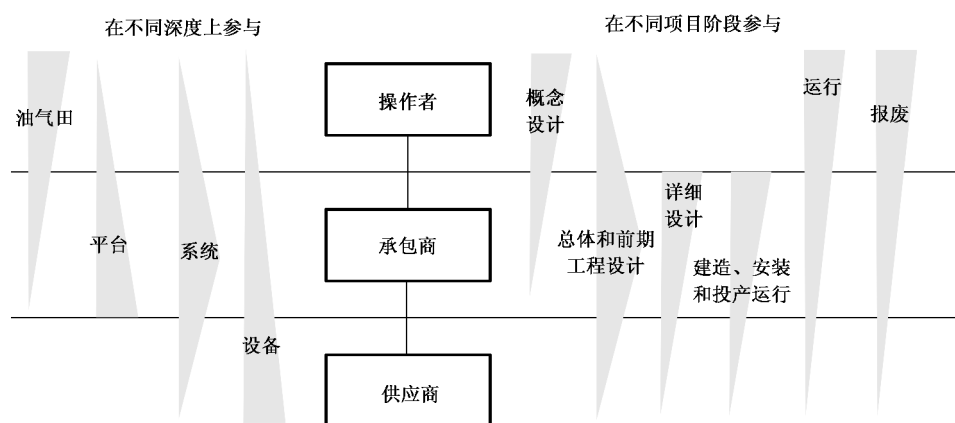 在不同深度上参与
在不同项目阶段参与
油气田
平台
系统
设备
操作者
承包商
供应商
概念
设计
总体和前期
工程设计
详细
设计
建造、安装
和投产运行
运行
报废